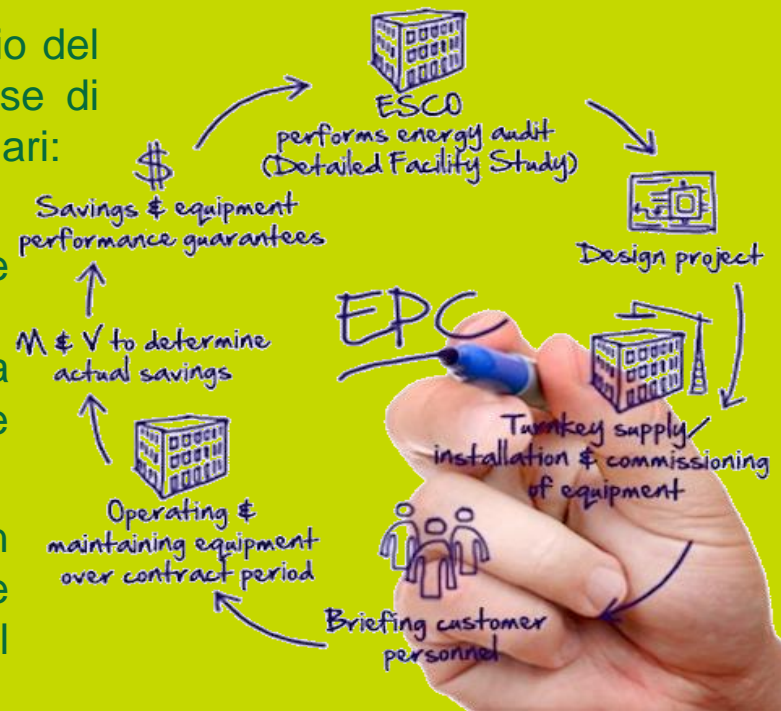 io del
se di
ari:
e
a
e
n
e
l
ESCO
performs energy audit
(Detailed Facility Study)
Design project
Turnkey supply/
installation & commissioning
of equipment
Briefing customer
personnel
Operating &
maintaining equipment
over contract period
M & V to determine
actual savings
$
Savings & equipment
performance guarantees
EPC